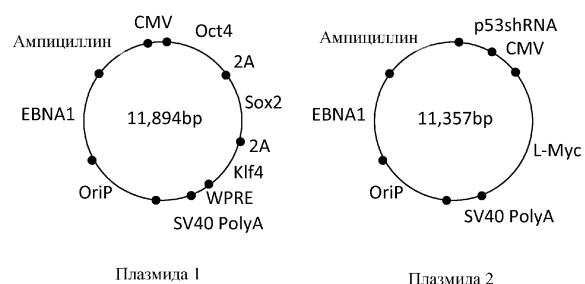 CMV
Oct4
Ампициллин
2A
EBNA1
11,894bp
Sox2
2A
Klf4
OriP
WPRE
SV40 PolyA
Плазмида 1
p53shRNA
Ампициллин
CMV
EBNA1
11,357bp
L-Myc
OriP
SV40 PolyA
Плазмида 2